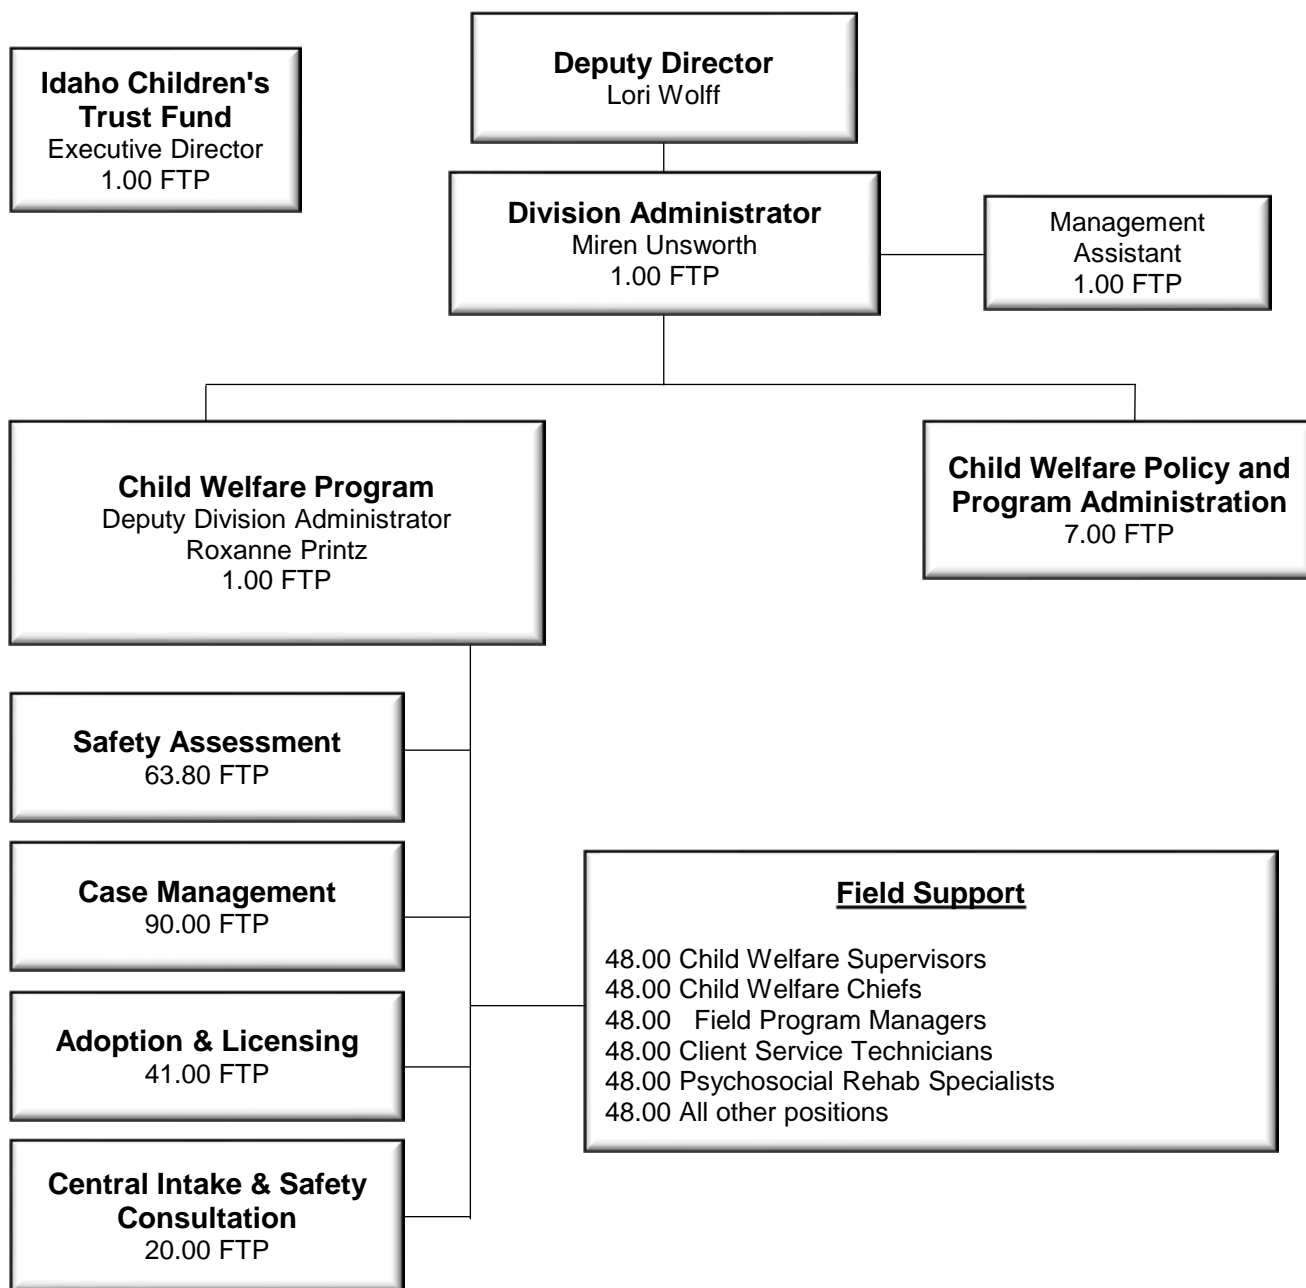 Idaho Children's
Trust Fund
Executive Director
1.00 FTP
Deputy Director
Lori Wolff
Division Administrator
Miren Unsworth
1.00 FTP
Management
Assistant
1.00 FTP
Child Welfare Program
Deputy Division Administrator
Roxanne Printz
1.00 FTP
Child Welfare Policy and
Program Administration
7.00 FTP
Safety Assessment
63.80 FTP
Case Management
90.00 FTP
Adoption & Licensing
41.00 FTP
Central Intake & Safety
Consultation
20.00 FTP
Field Support
48.00 Child Welfare Supervisors
48.00 Child Welfare Chiefs
48.00 Field Program Managers
48.00 Client Service Technicians
48.00 Psychosocial Rehab Specialists
48.00 All other positions